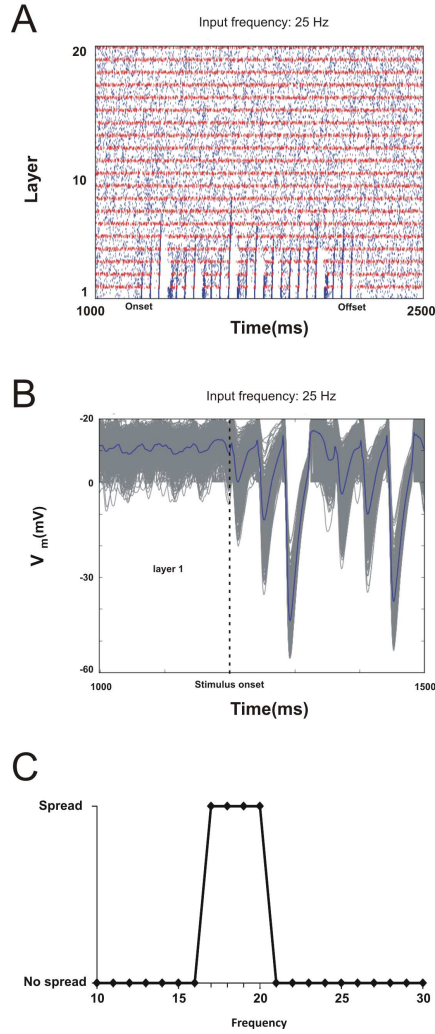 A
Input frequency: 25 Hz
20
10
1
Layer
1000
Onset
Offset
2500
Time(ms)
B
Input frequency: 25 Hz
-20
0
-30
-60
V m(mV)
layer 1
1000
Stimulus onset
1500
Time(ms)
C
Spread
No spread
10
15
20
25
30
Frequency